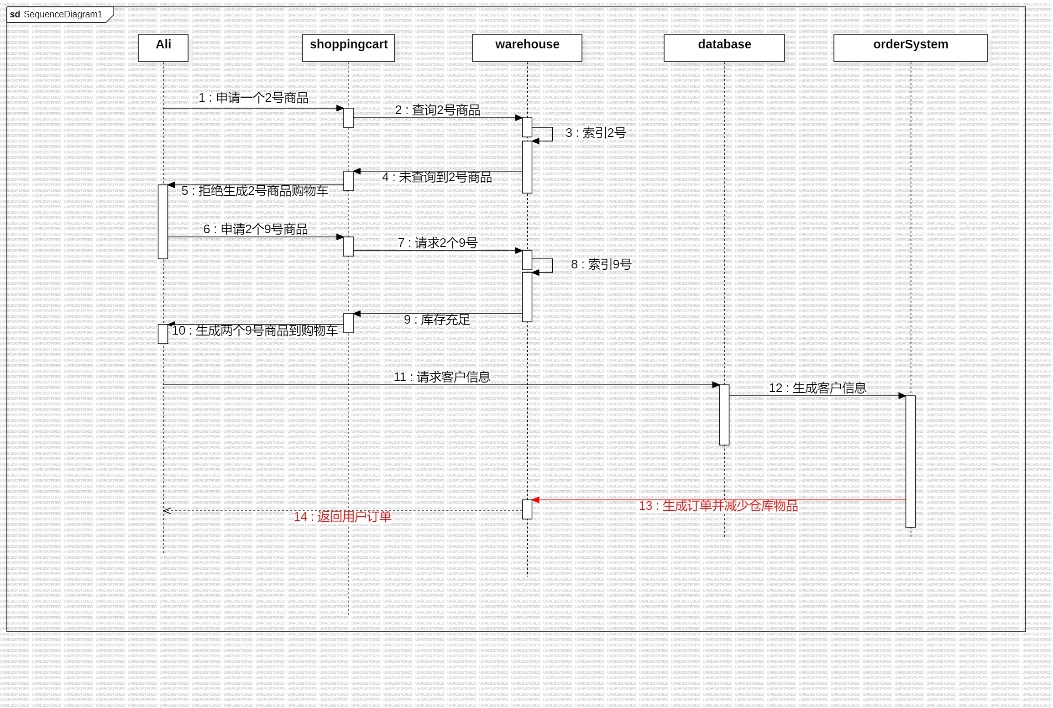 sd SequenceDiagram1
Ali
shoppingcart
warehouse
database
orderSystem
1 : 申请一个2号商品
2 : 查询2号商品
3 : 索引2号
4 : 未查询到2号商品
5 : 拒绝生成2号商品购物车
6 : 申请2个9号商品
7 : 请求2个9号
8 : 索引9号
9 : 库存充足
10 : 生成两个9号商品到购物车
11 : 请求客户信息
12 : 生成客户信息
13 : 生成订单并减少仓库物品
14 : 返回用户订单